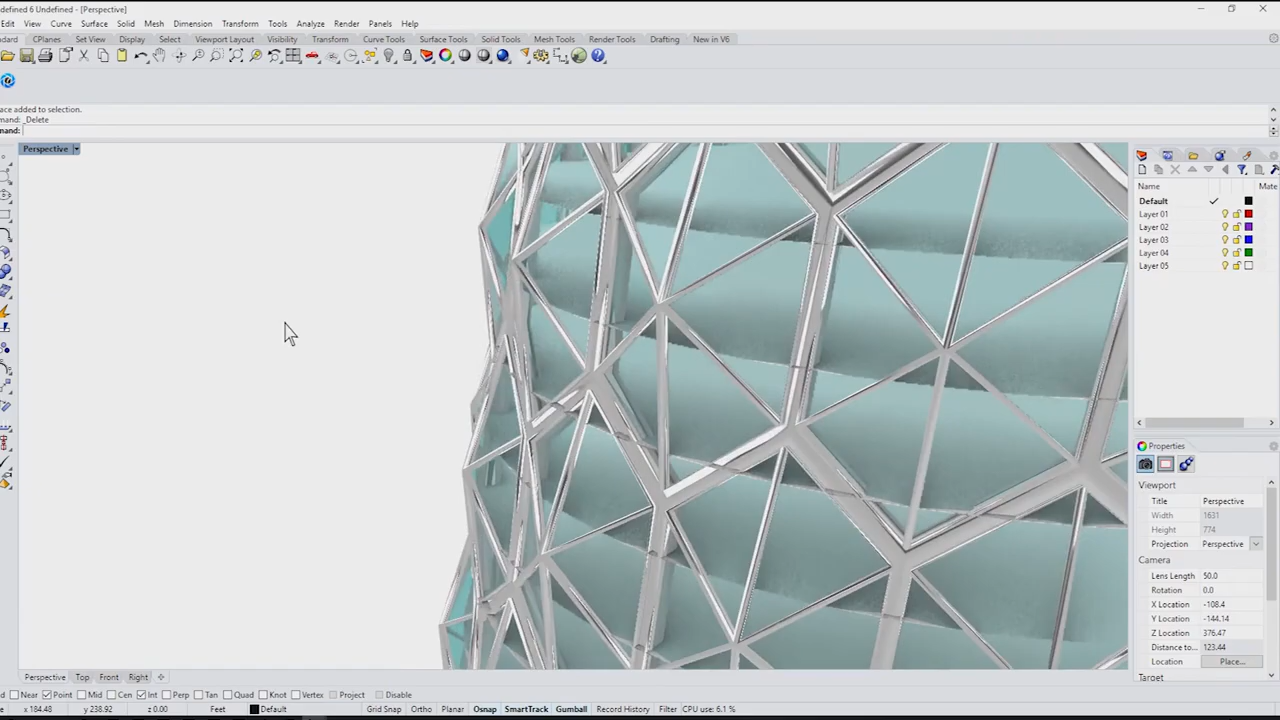 ndefined 6 Undefined - [Perspective]
Edit View Curve Surface Solid Mesh Dimension Transform Tools Analyze Render Panels Help
ndard CPlanes Set View Display Select Viewport Layout Visibility Transform Curve Tools Surface Tools Solid Tools Mesh Tools Render Tools Drafting New in V6
ace added to selection.
mand: _Delete
mand:
Perspective
Name Mate
Default
Layer 01
Layer 02
Layer 03
Layer 04
Layer 05
Properties
Viewport
Title Perspective
Width 1631
Height 774
Projection Perspective
Camera
Lens Length 50.0
Rotation 0.0
X Location -108.4
Y Location -144.14
Z Location 376.47
Distance to... 123.44
Location Place...
Target
Perspective Top Front Right
d Near Point Mid Cen Int Perp Tan Quad Knot Vertex Project Disable
e x 184.48 y 238.92 z 0.00 Feet Default Grid Snap Ortho Planar Osnap SmartTrack Gumball Record History Filter CPU use: 6.1 %